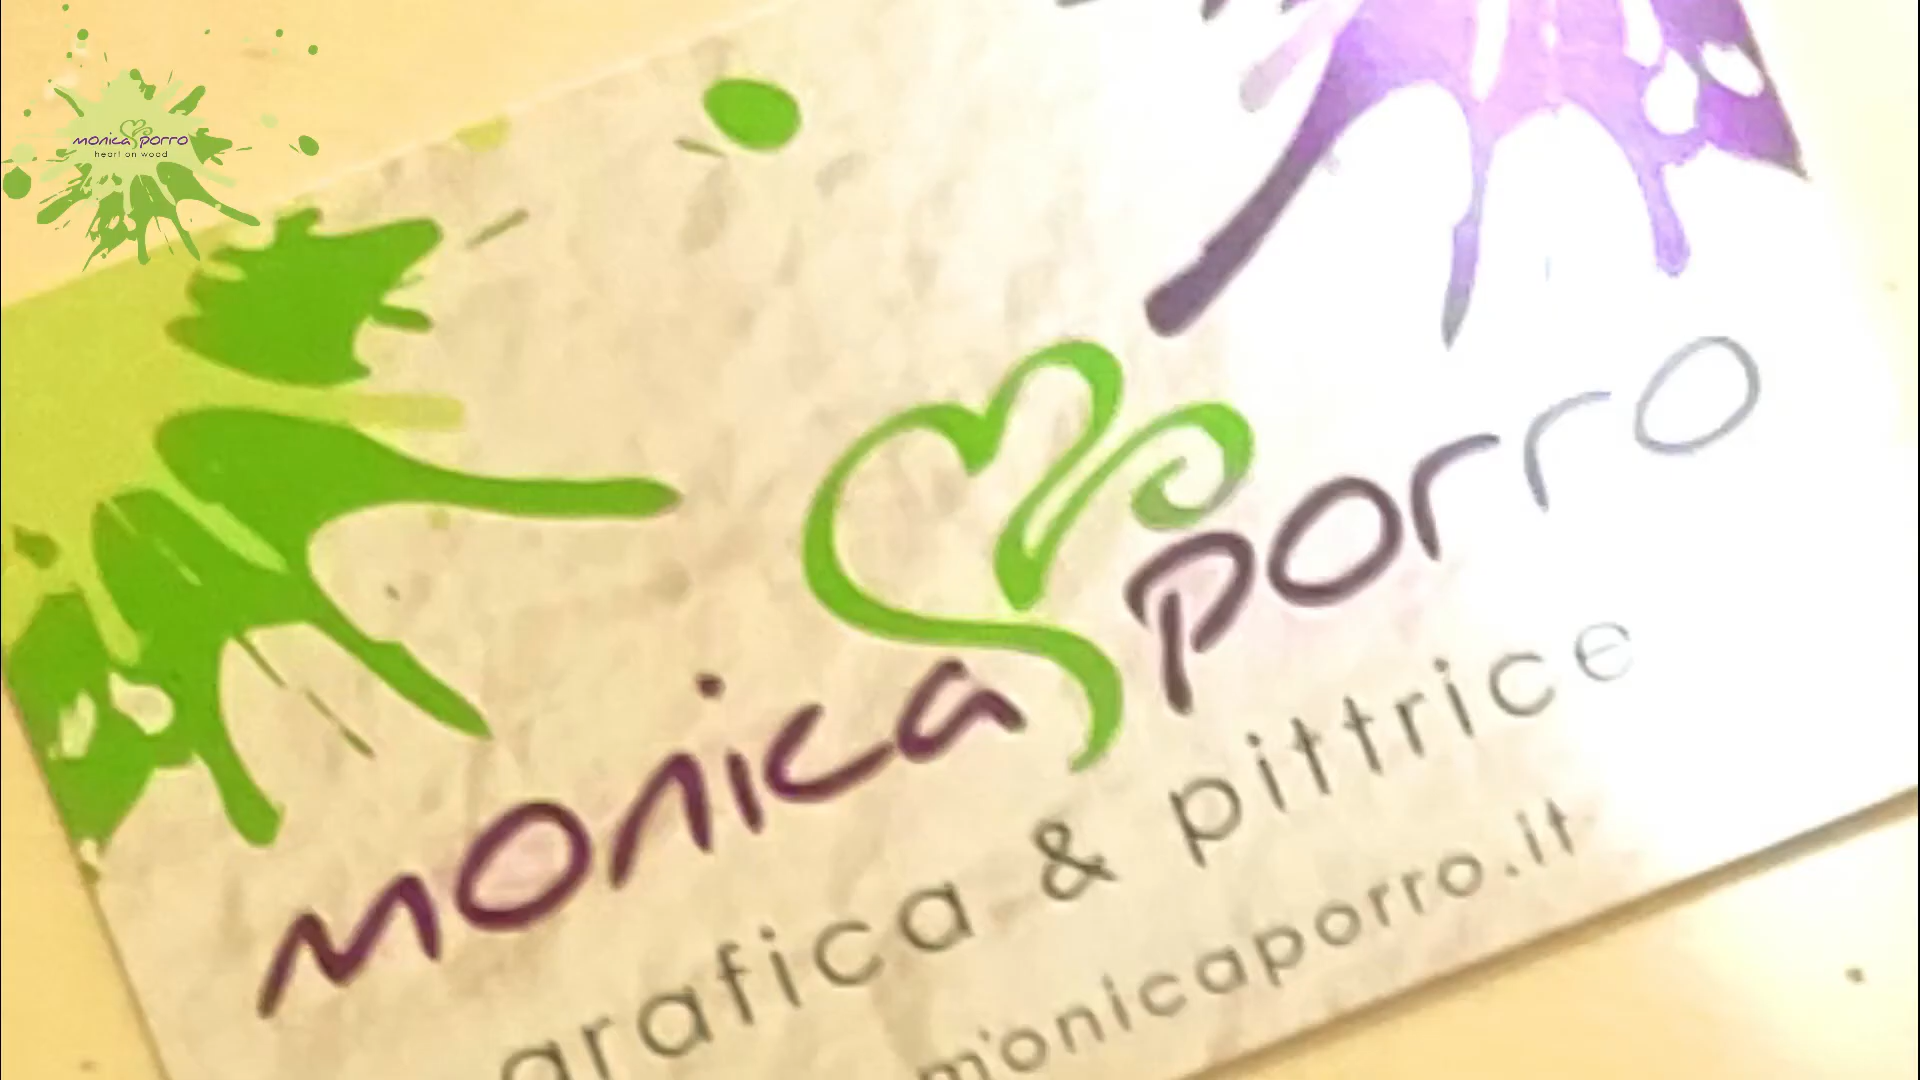 monica porro
heart on wood
monica porro
grafica & pittrice
monicaporro.it